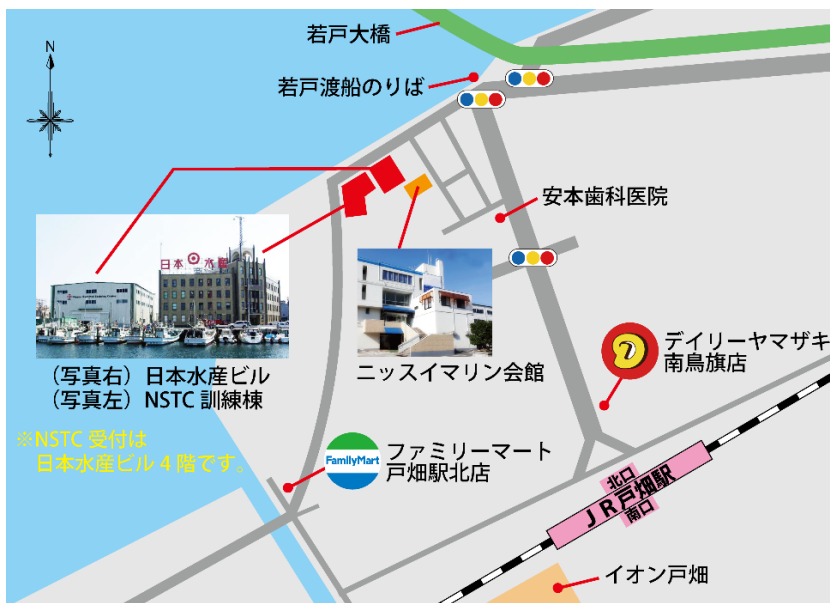 若戸大橋
N
若戸渡船のりば
安本歯科医院
日本水産
デイリーヤマザキ
南鳥旗店
ニッスイマリン会館
(写真右)日本水産ビル
(写真左)NSTC 訓練棟
※NSTC 受付は
日本水産ビル 4 階です。
FamilyMart
ファミリーマート
戸畑駅北店
北口
JR戸畑駅
南口
イオン戸畑